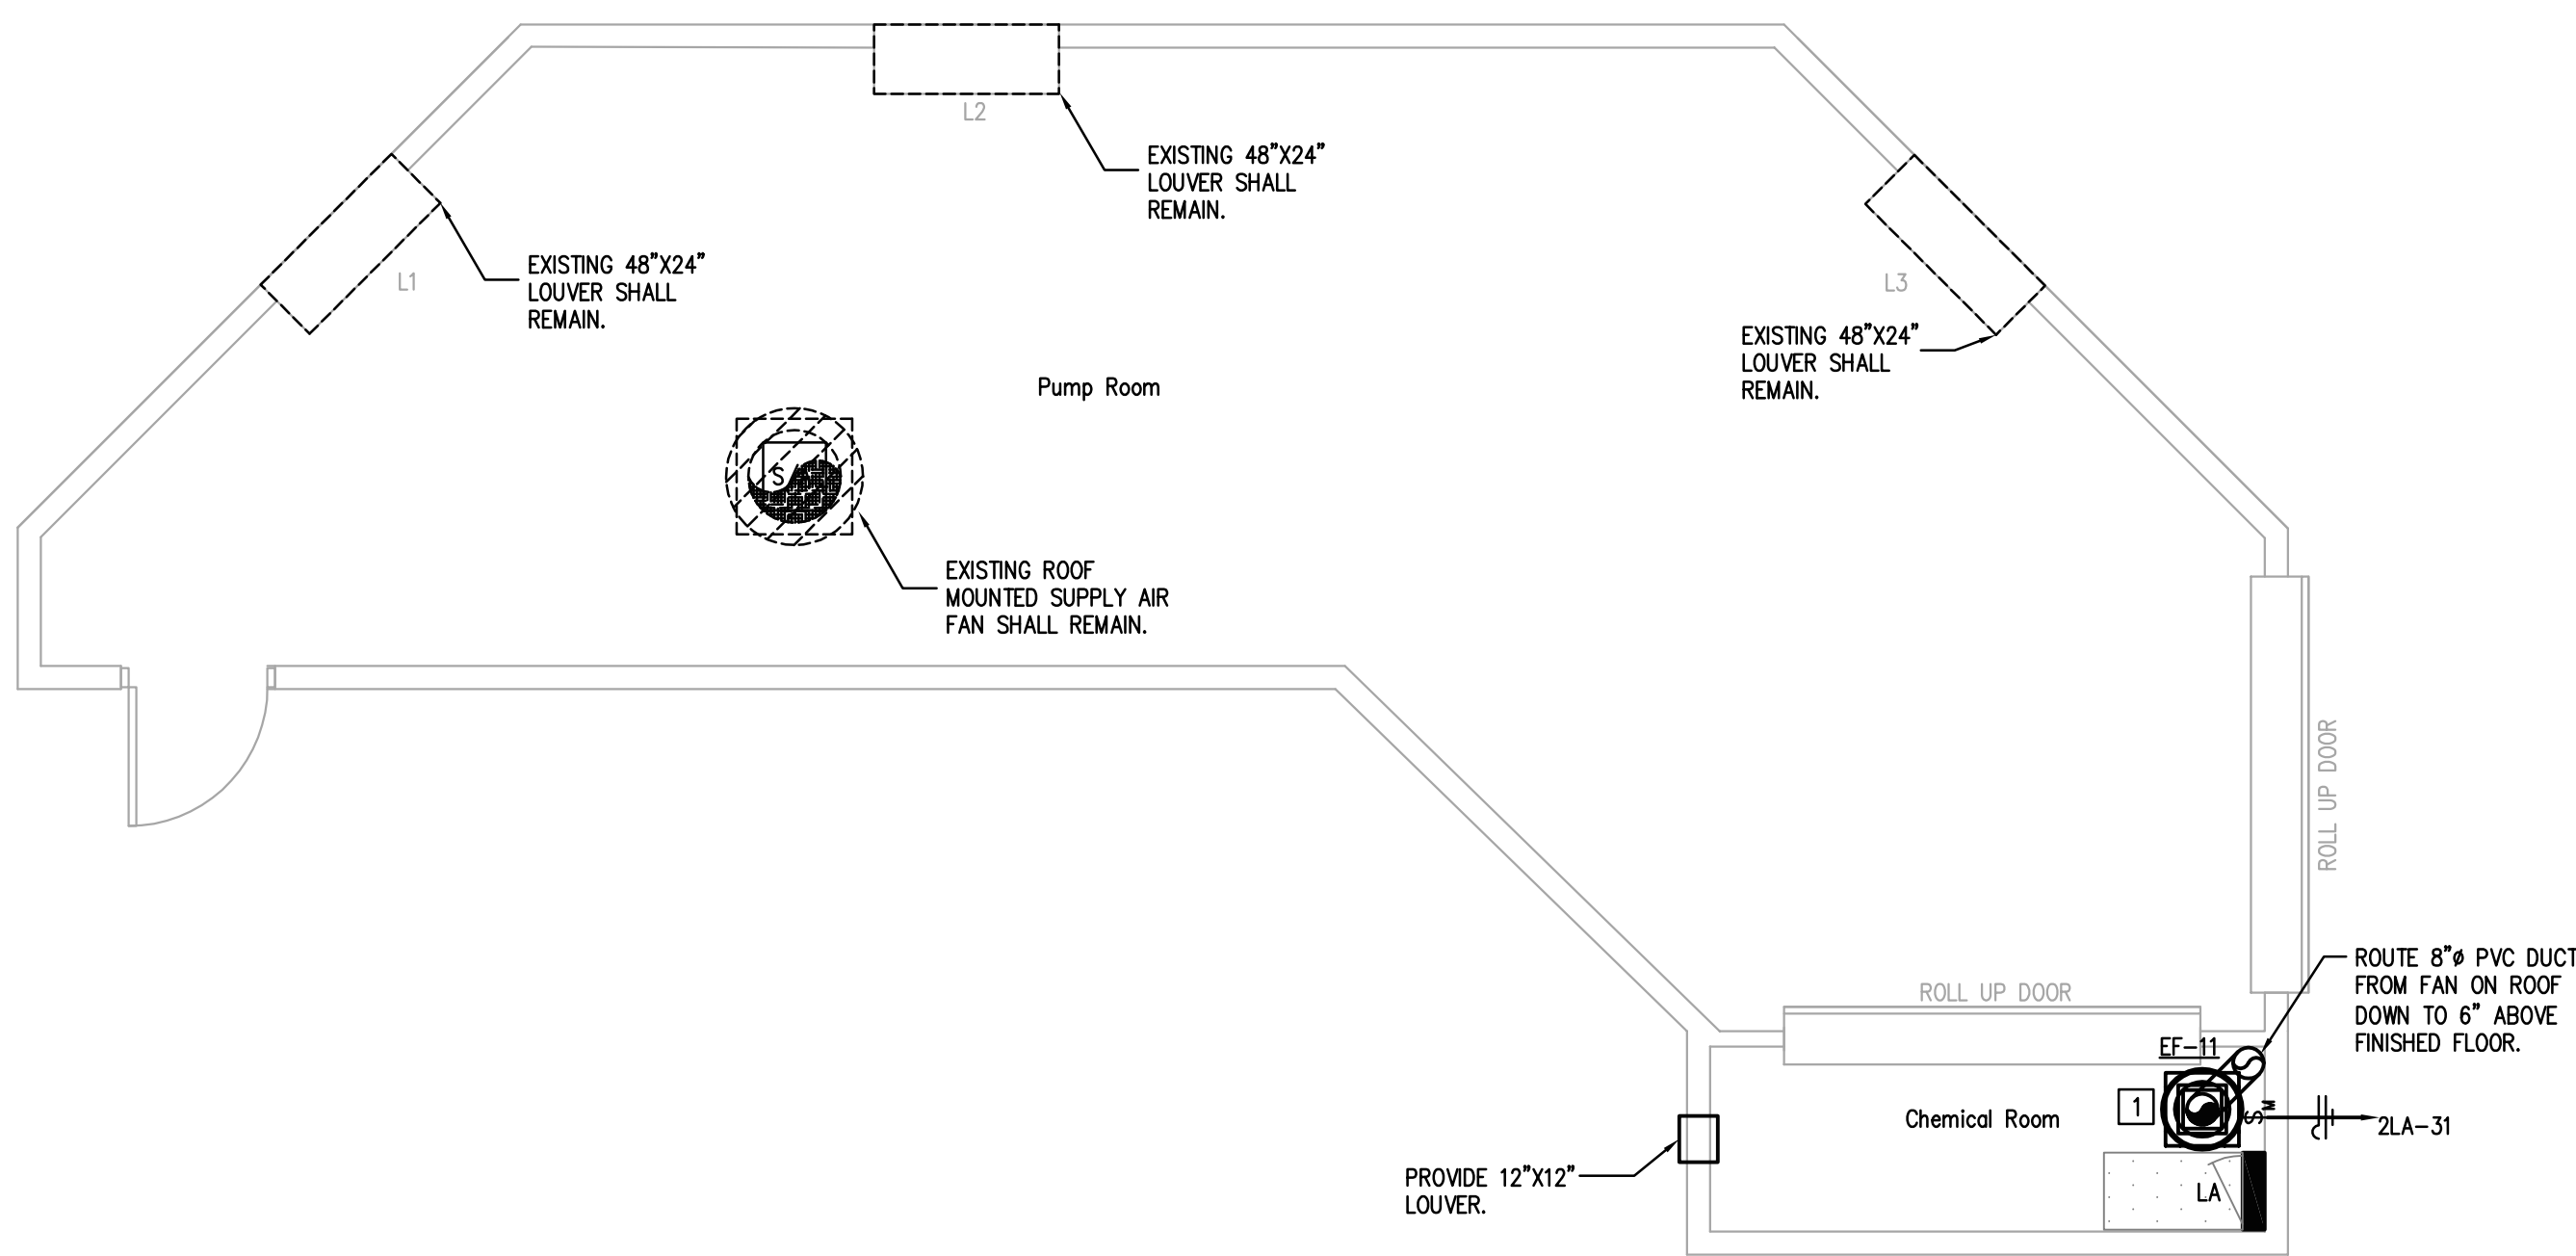 L2
EXISTING 48"X24"
LOUVER SHALL
REMAIN.
L1
EXISTING 48"X24"
LOUVER SHALL
REMAIN.
L3
EXISTING 48"X24"
LOUVER SHALL
REMAIN.
Pump Room
S
EXISTING ROOF
MOUNTED SUPPLY AIR
FAN SHALL REMAIN.
ROLL UP DOOR
ROLL UP DOOR
ROUTE 8"ø PVC DUCT
FROM FAN ON ROOF
DOWN TO 6" ABOVE
FINISHED FLOOR.
EF-11
1
Chemical Room
S M
2LA-31
PROVIDE 12"X12"
LOUVER.
LA